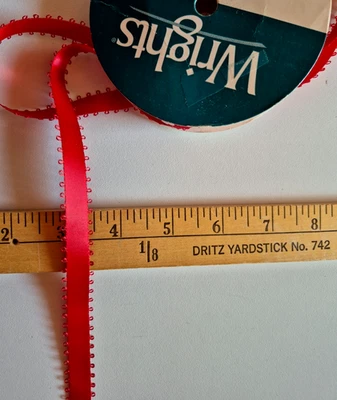 Wrights
2 3 4 5 6 7 8
1/8
DRITZ YARDSTICK No. 742